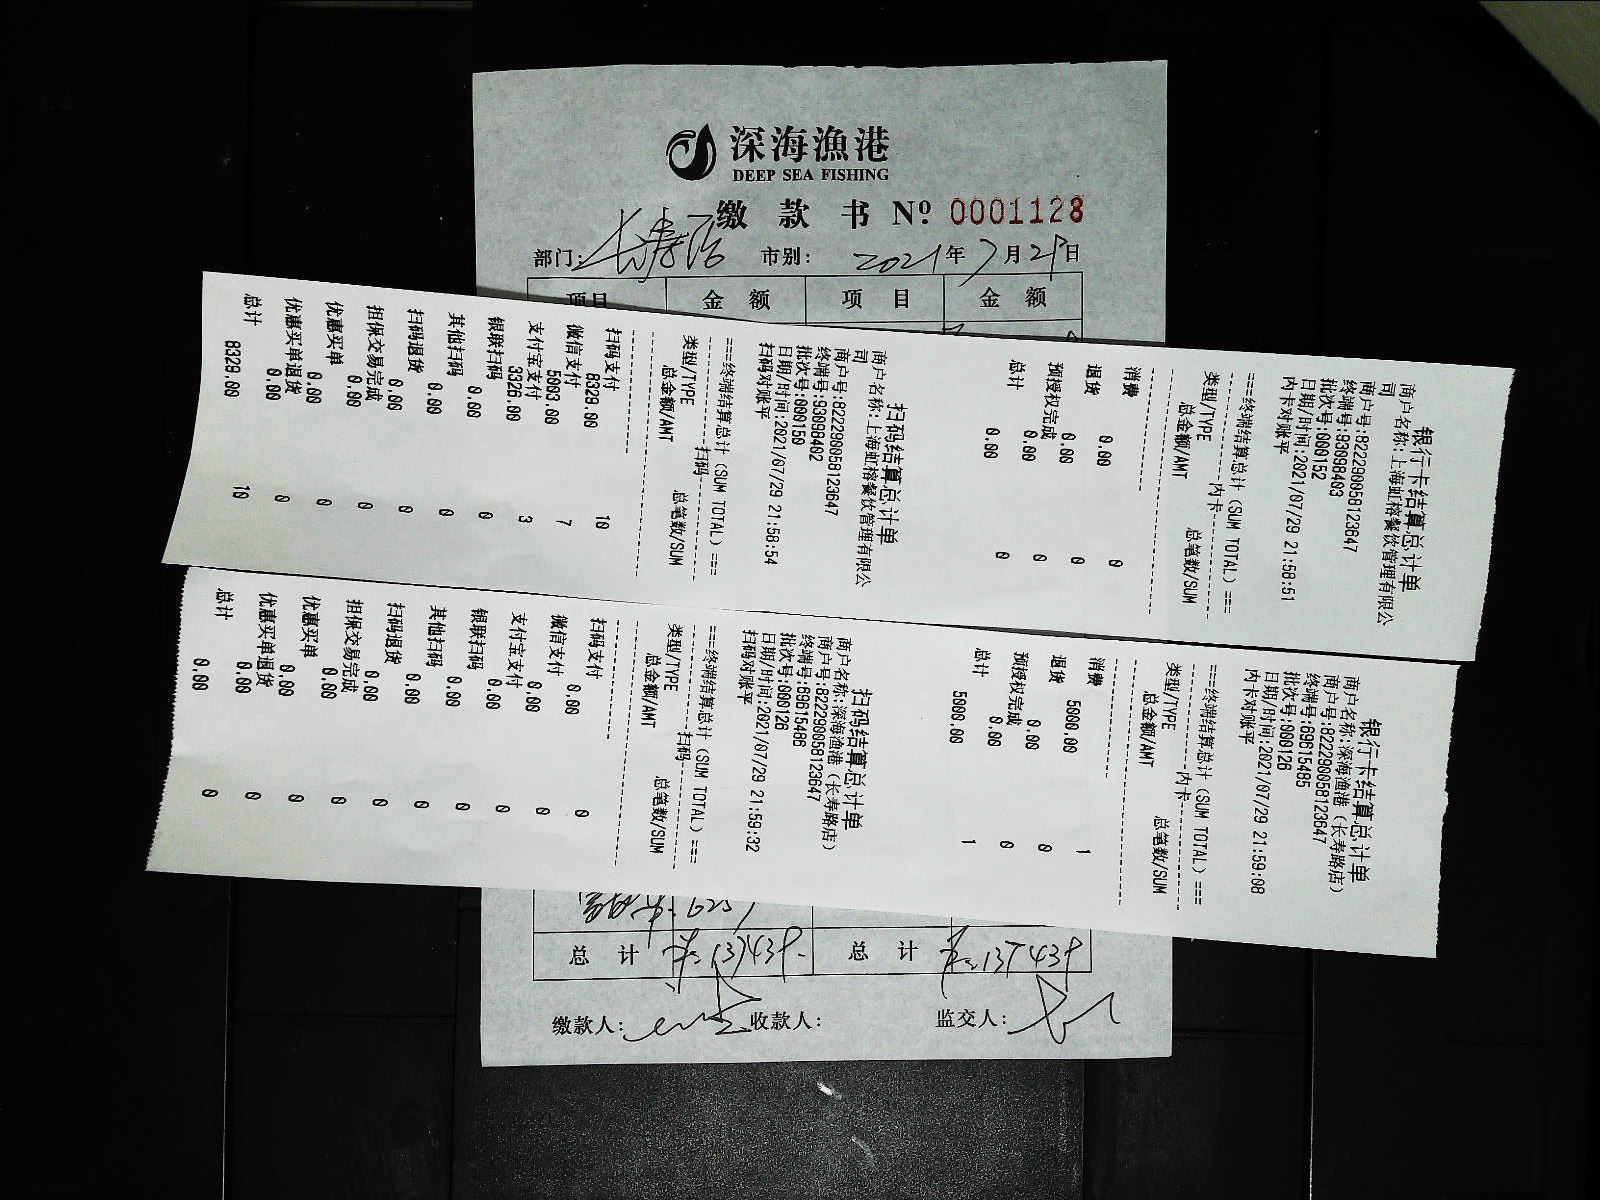 深海漁港
DEEP SEA FISHING
缴 款 书 Nº 0001128
部门: 长寿店 市别: 2021年7月29日
项目 金 额 项 目 金 额
银行卡结算总计单
商户名称:上海虹榕餐饮管理有限公
司
商户号:822290058123647
终端号:93098403
批次号:000152
日期/时间:2021/07/29 21:58:51
内卡对账平
===终端结算总计(SUM TOTAL)===
---------内卡---------
类型/TYPE 总笔数/SUM
总金额/AMT
消费 0
0.00
退货 0
0.00
预授权完成 0
0.00
总计 0
0.00
扫码结算总计单
商户名称:上海虹榕餐饮管理有限公
司
商户号:822290058123647
终端号:93098402
批次号:000150
日期/时间:2021/07/29 21:58:54
扫码对账平
===终端结算总计(SUM TOTAL)===
---------扫码---------
类型/TYPE 总笔数/SUM
总金额/AMT
扫码支付 10
8329.00
微信支付 7
5003.00
支付宝支付 3
3326.00
银联扫码 0
0.00
其他扫码 0
0.00
扫码退货 0
0.00
担保交易完成 0
0.00
优惠买单 0
0.00
优惠买单退货 0
0.00
总计 10
8329.00
银行卡结算总计单
商户名称:深海渔港(长寿路店)
商户号:822290058123647
终端号:69615485
批次号:000126
日期/时间:2021/07/29 21:59:08
内卡对账平
===终端结算总计(SUM TOTAL)===
---------内卡---------
类型/TYPE 总笔数/SUM
总金额/AMT
消费 1
5000.00
退货 0
0.00
预授权完成 0
0.00
总计 1
5000.00
扫码结算总计单
商户名称:深海渔港(长寿路店)
商户号:822290058123647
终端号:69615486
批次号:000126
日期/时间:2021/07/29 21:59:32
扫码对账平
===终端结算总计(SUM TOTAL)===
---------扫码---------
类型/TYPE 总笔数/SUM
总金额/AMT
扫码支付 0
0.00
微信支付 0
0.00
支付宝支付 0
0.00
银联扫码 0
0.00
其他扫码 0
0.00
扫码退货 0
0.00
担保交易完成 0
0.00
优惠买单 0
0.00
优惠买单退货 0
0.00
总计 0
0.00
总 计 总 计
缴款人: 收款人: 监交人: